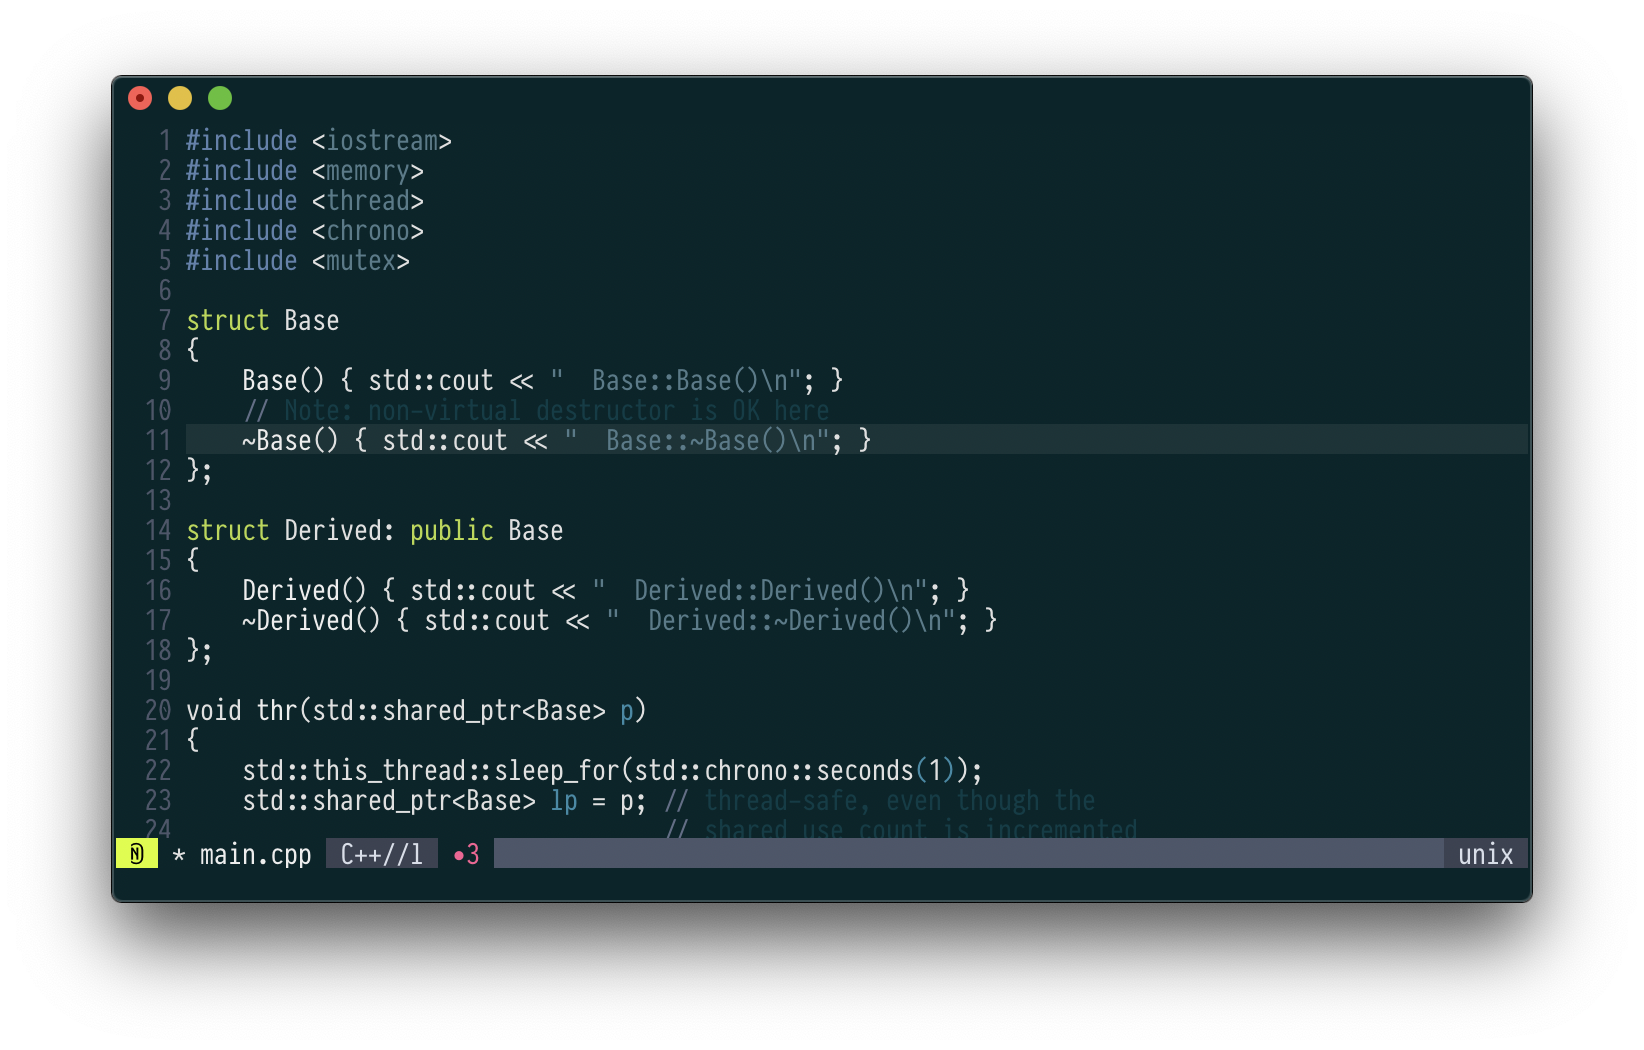 1 #include <iostream>
2 #include <memory>
3 #include <thread>
4 #include <chrono>
5 #include <mutex>
6
7 struct Base
8 {
9     Base() { std::cout << "  Base::Base()\n"; }
10     // Note: non-virtual destructor is OK here
11     ~Base() { std::cout << "  Base::~Base()\n"; }
12 };
13
14 struct Derived: public Base
15 {
16     Derived() { std::cout << "  Derived::Derived()\n"; }
17     ~Derived() { std::cout << "  Derived::~Derived()\n"; }
18 };
19
20 void thr(std::shared_ptr<Base> p)
21 {
22     std::this_thread::sleep_for(std::chrono::seconds(1));
23     std::shared_ptr<Base> lp = p; // thread-safe, even though the
24                                   // shared use_count is incremented
N * main.cpp C++//l •3 unix